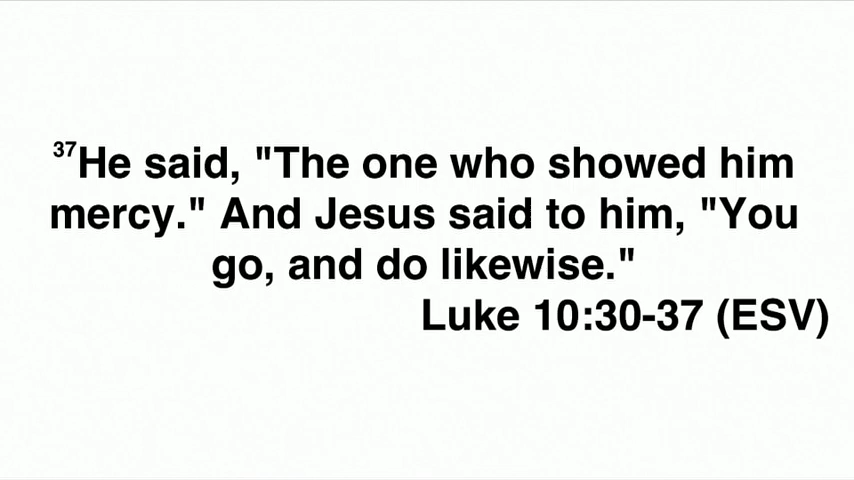 37He said, "The one who showed him
mercy." And Jesus said to him, "You
go, and do likewise."
Luke 10:30-37 (ESV)